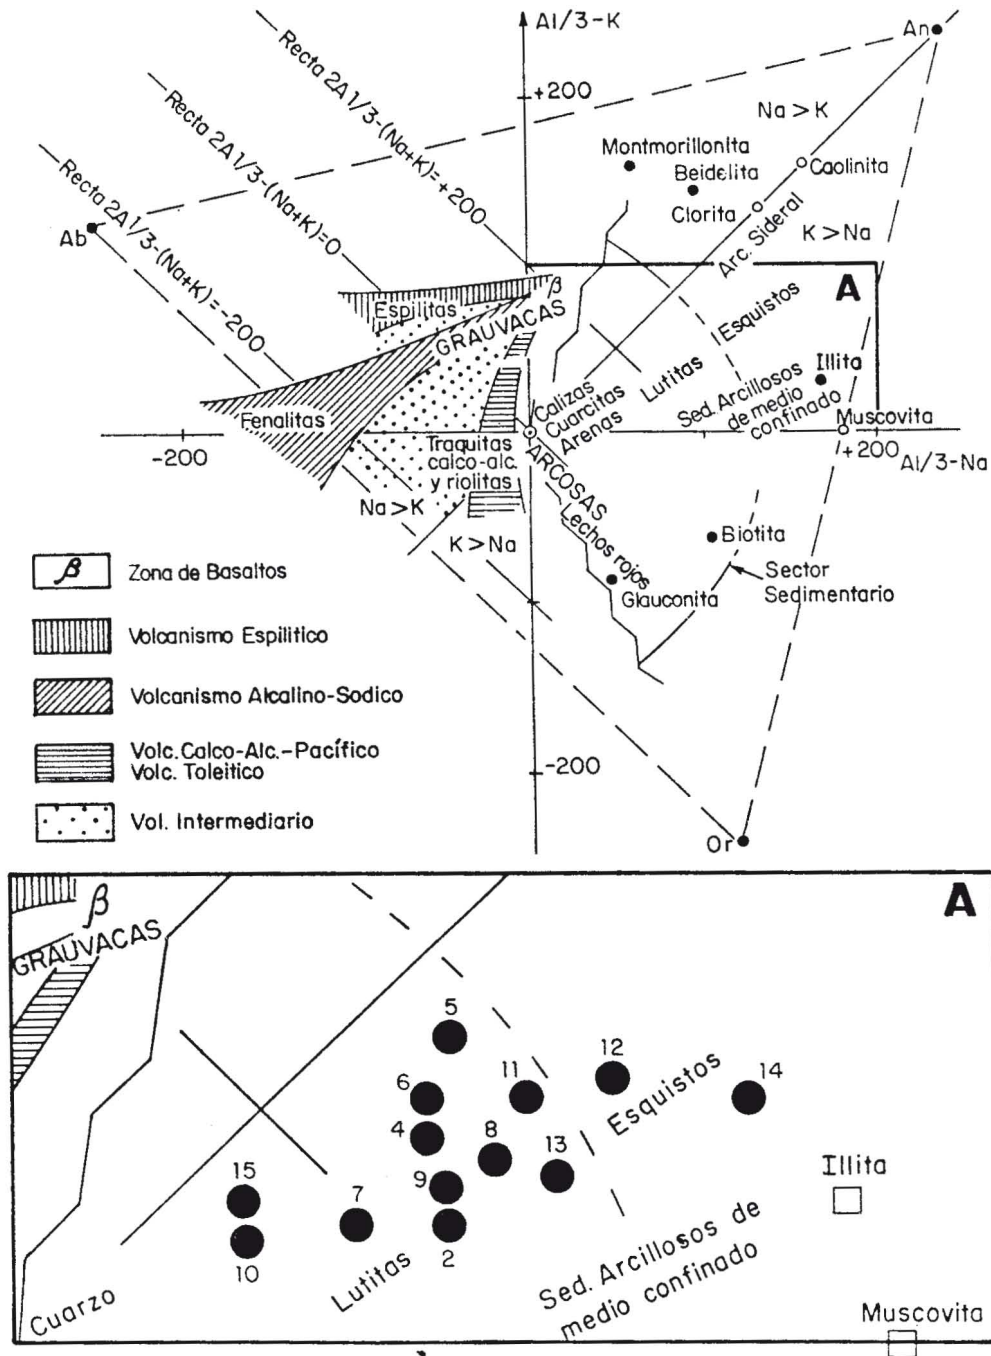 Al/3-K
An
+200
Na>K
Recta 2Al/3-(Na+K)=+200
Recta 2Al/3-(Na+K)=0
Recta 2Al/3-(Na+K)=-200
Montmorillonita
Beidelita
Caolinita
Clorita
Arc. Sideral
K>Na
Ab
A
β
Espilitas
GRAUVACAS
Esquistos
Lutitas
Illita
Fenalitas
Calizas
Cuarcitas
Arenas
Sed. Arcillosos
de medio
confinado
Muscovita
-200
+200
Al/3-Na
Traquitas
calco-alc.
y riolitas
ARCOSAS
Na>K
K>Na
Lechos rojos
Biotita
Glauconita
Sector
Sedimentario
β Zona de Basaltos
Volcanismo Espilitico
Volcanismo Alcalino-Sodico
Volc. Calco-Alc.-Pacífico
Volc. Toleitico
Vol. Intermediario
-200
Or
A
β
GRAUVACAS
5
12
14
6
11
Esquistos
4
8
13
Illita
15
9
7
10
2
Lutitas
Cuarzo
Sed. Arcillosos de
medio confinado
Muscovita